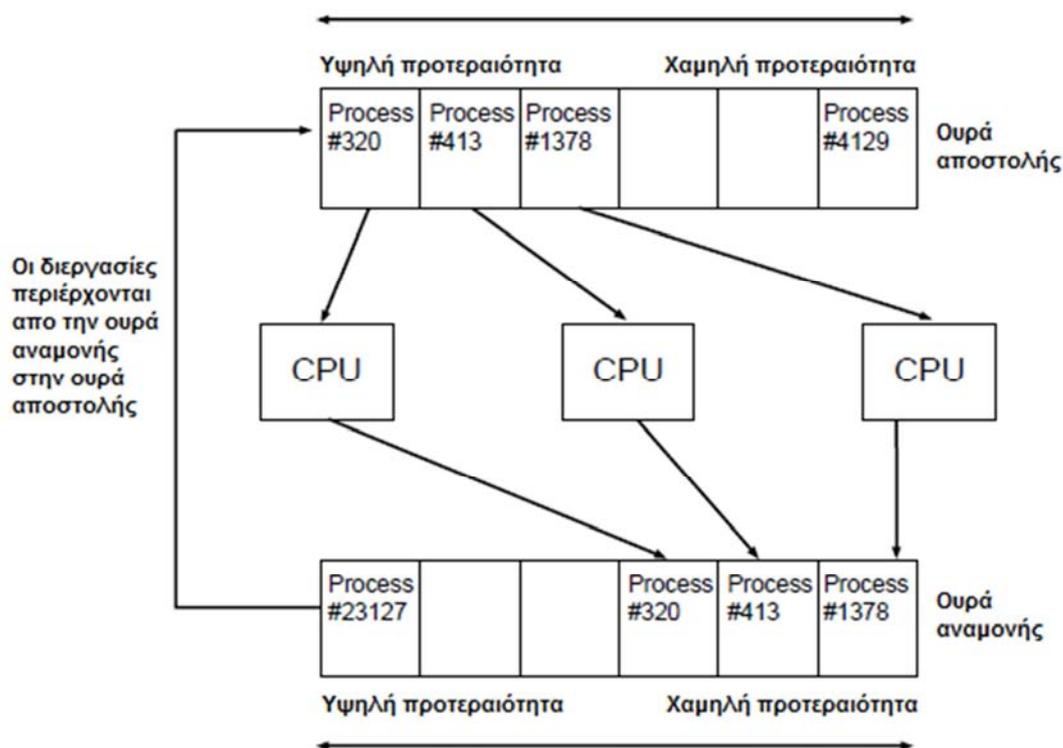 Υψηλή προτεραιότητα
Χαμηλή προτεραιότητα
Process
#320
Process
#413
Process
#1378
Process
#4129
Ουρά
αποστολής
Οι διεργασίες
περιέρχονται
απο την ουρά
αναμονής
στην ουρά
αποστολής
CPU
CPU
CPU
Process
#23127
Process
#320
Process
#413
Process
#1378
Ουρά
αναμονής
Υψηλή προτεραιότητα
Χαμηλή προτεραιότητα